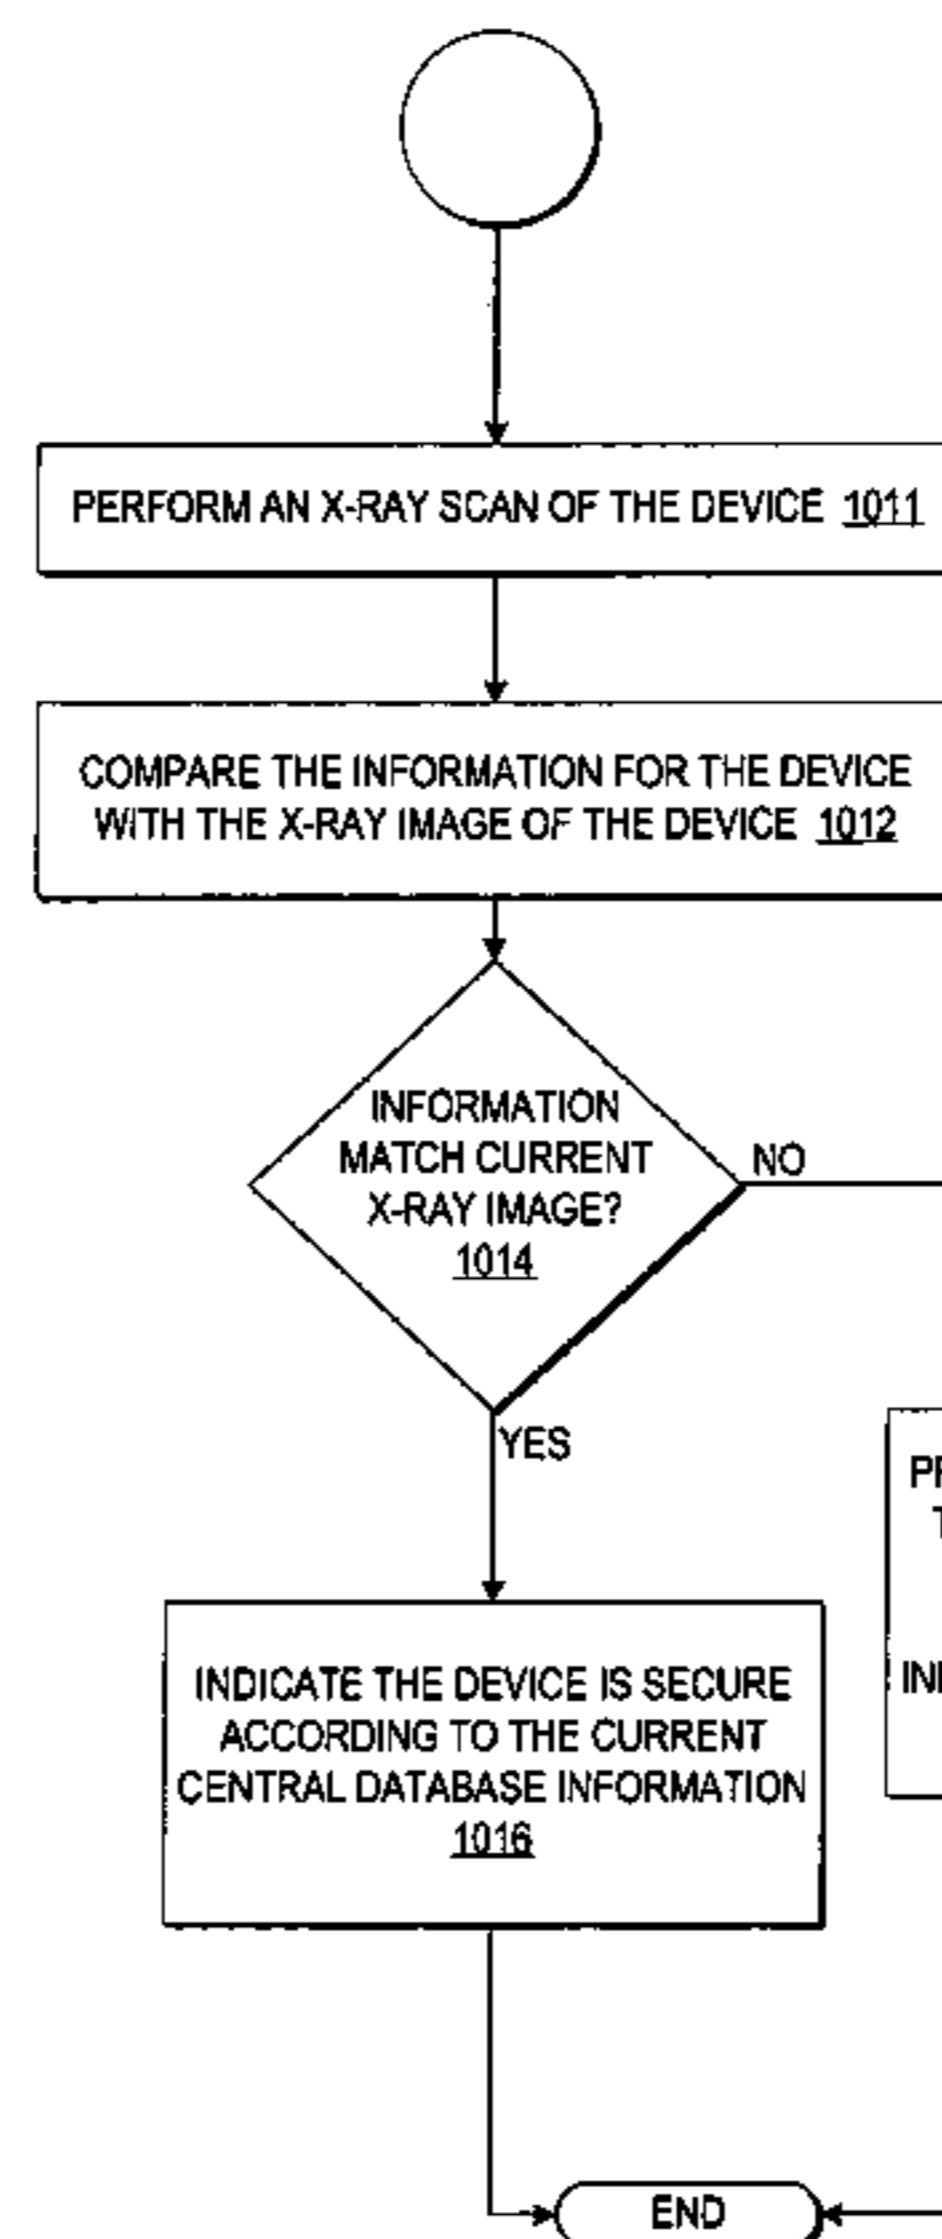 PERFORM AN X-RAY SCAN OF THE DEVICE 1011
COMPARE THE INFORMATION FOR THE DEVICE
WITH THE X-RAY IMAGE OF THE DEVICE 1012
INFORMATION
MATCH CURRENT
X-RAY IMAGE?
1014
NO
YES
INDICATE THE DEVICE IS SECURE
ACCORDING TO THE CURRENT
CENTRAL DATABASE INFORMATION
1016
END